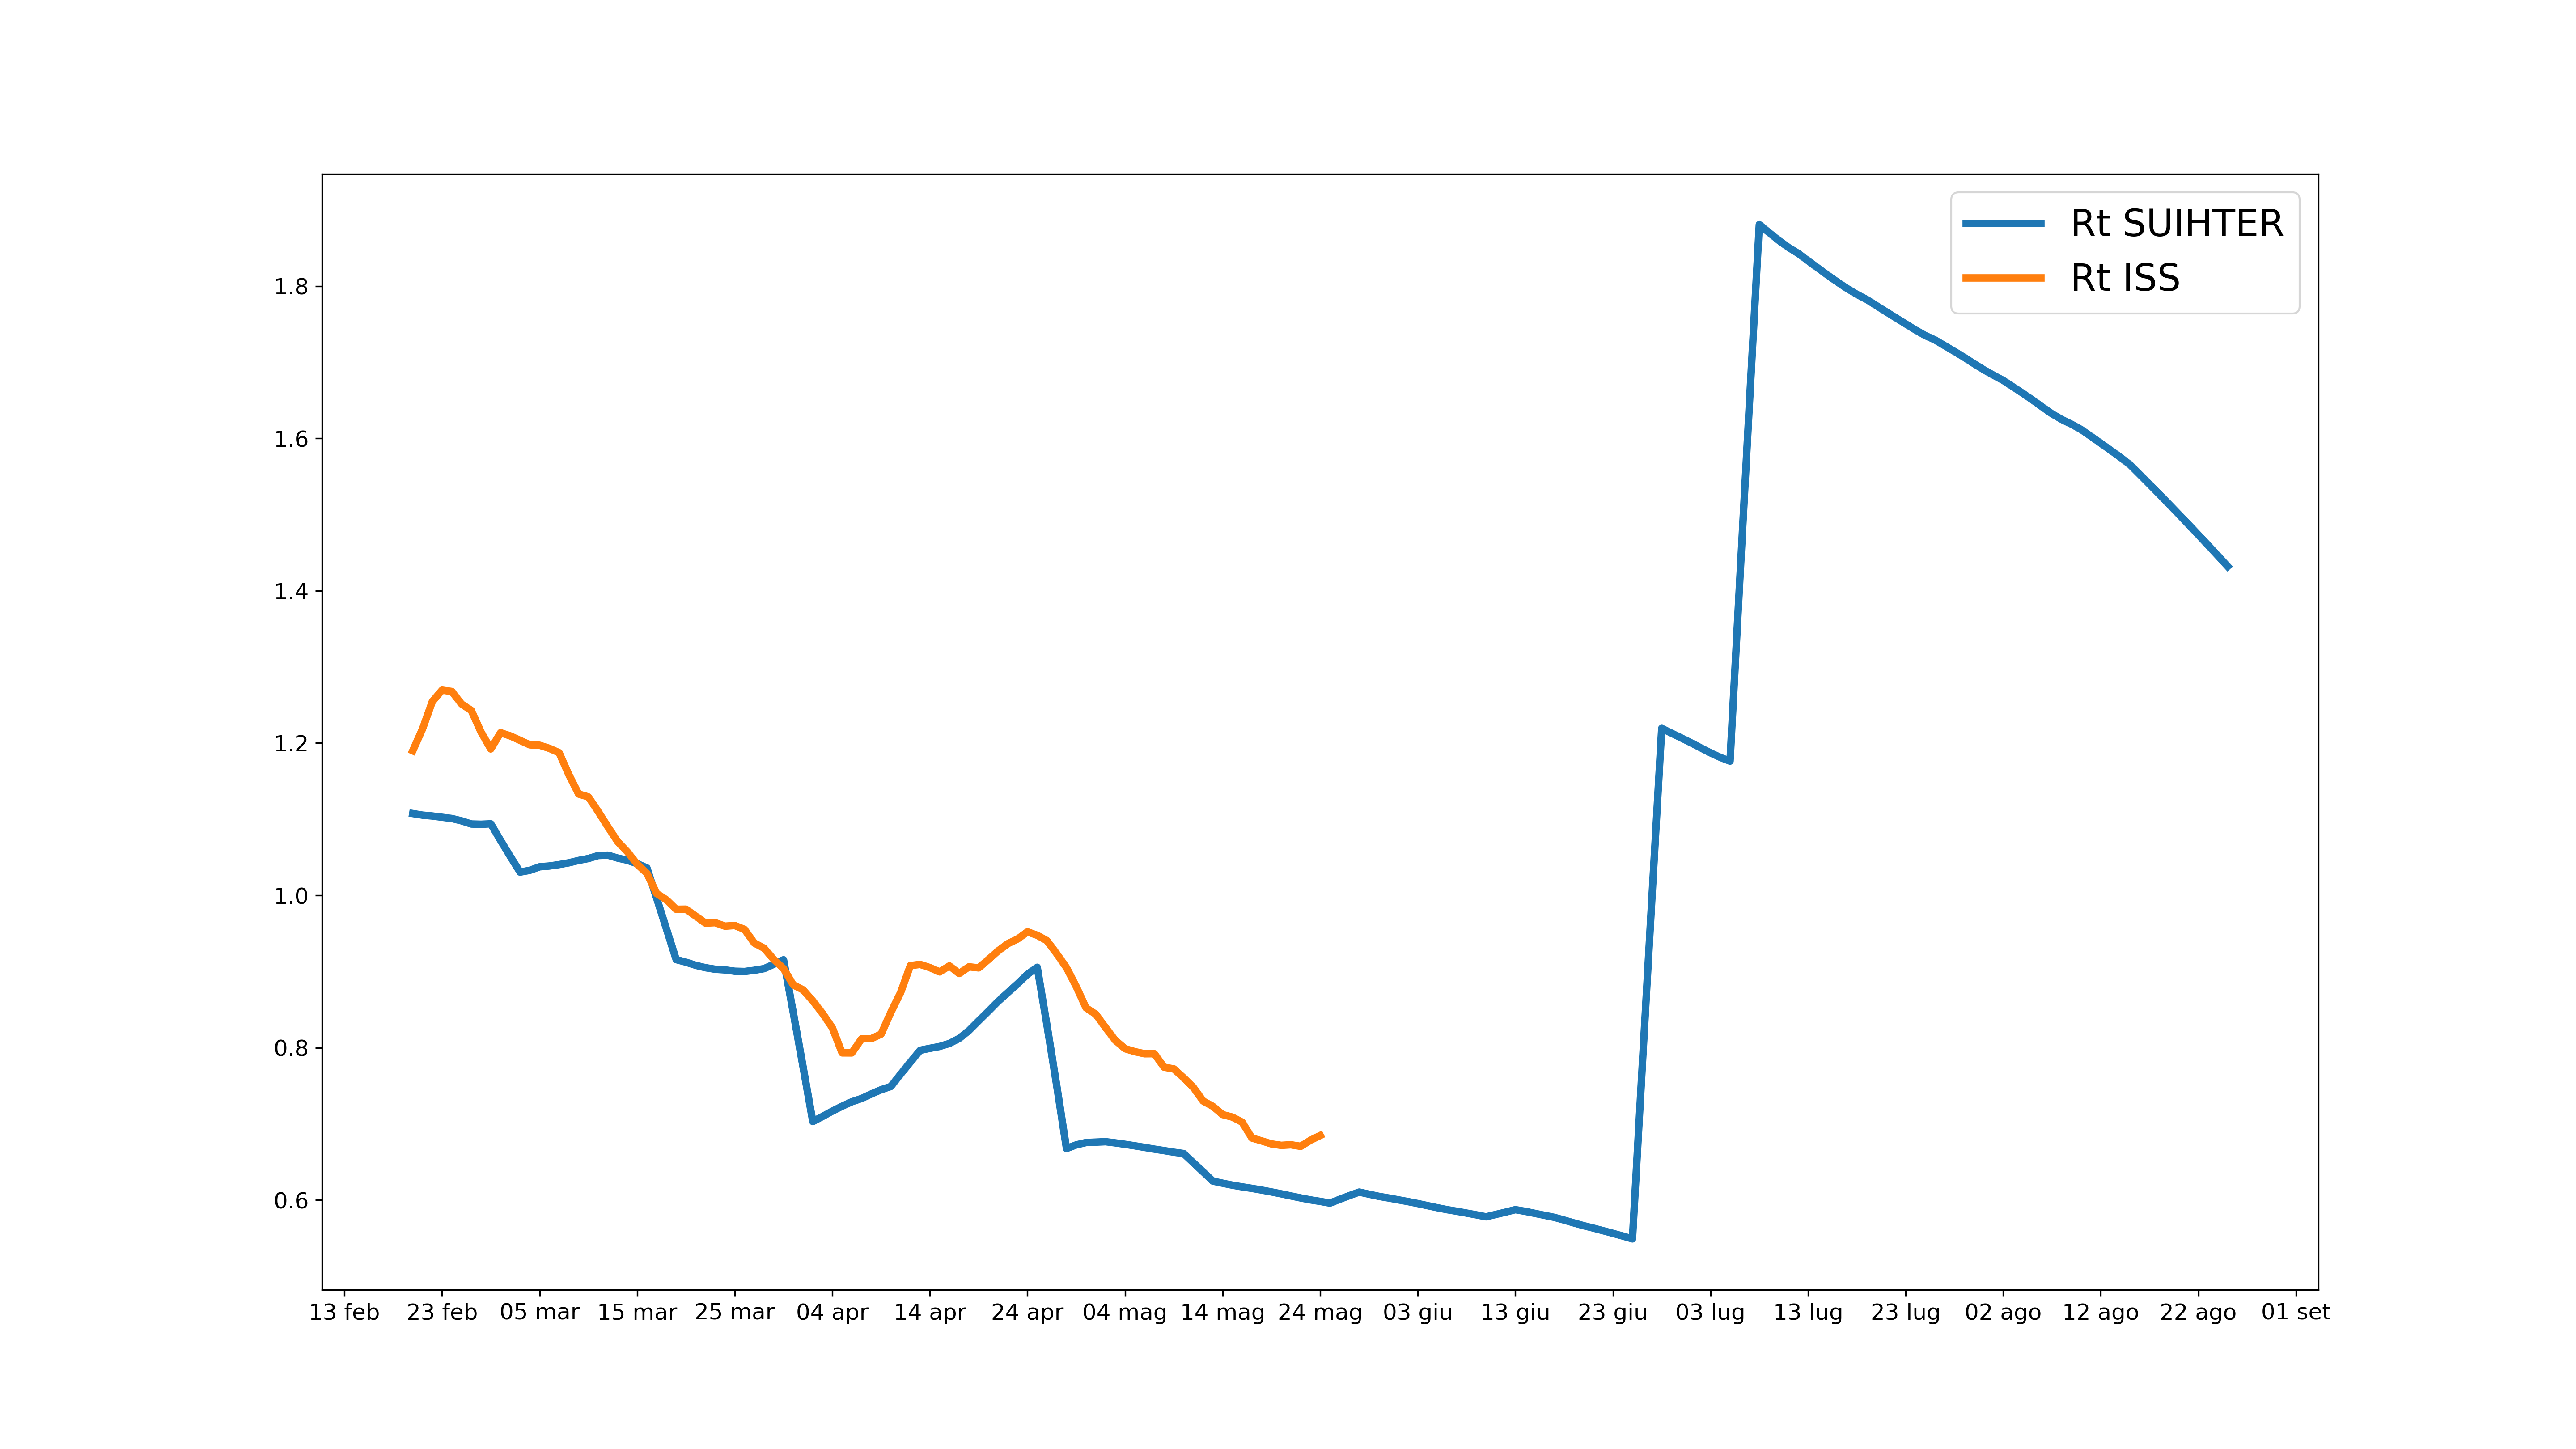 Rt SUIHTER
Rt ISS
1.8
1.6
1.4
1.2
1.0
0.8
0.6
13 feb 23 feb 05 mar 15 mar 25 mar 04 apr 14 apr 24 apr 04 mag 14 mag 24 mag 03 giu 13 giu 23 giu 03 lug 13 lug 23 lug 02 ago 12 ago 22 ago 01 set